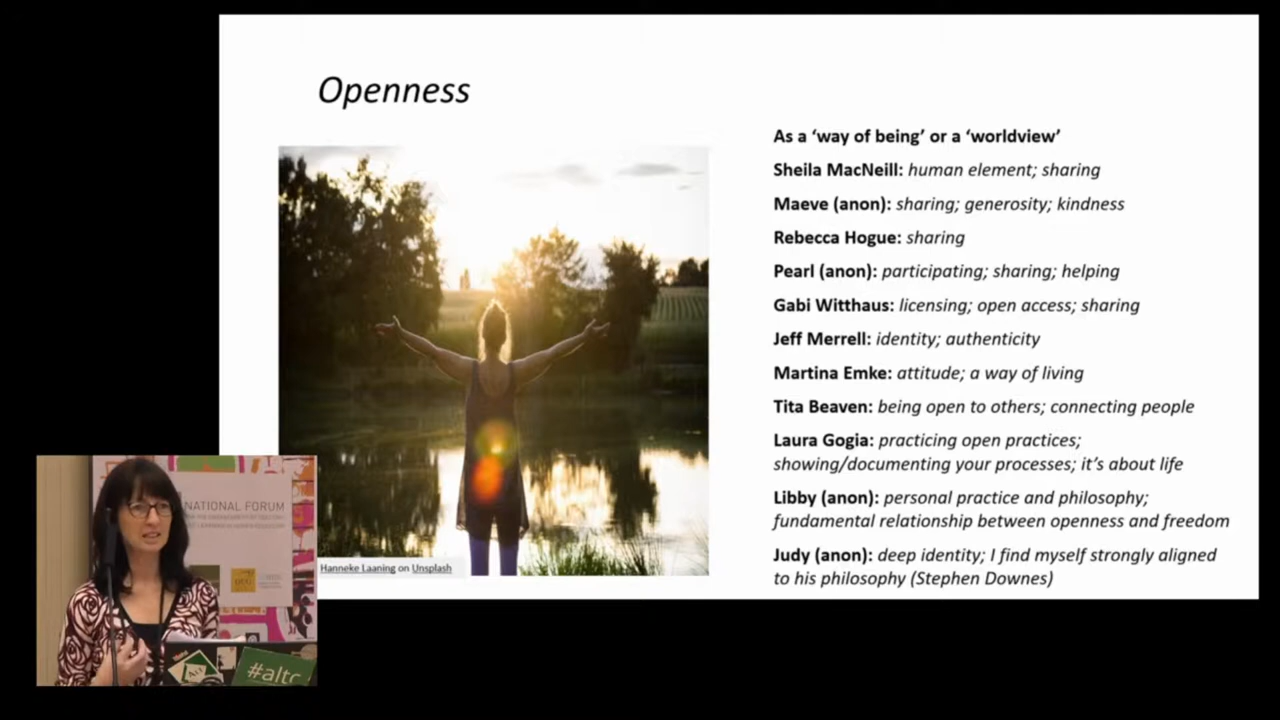 Openness
As a ‘way of being’ or a ‘worldview’
Sheila MacNeill: human element; sharing
Maeve (anon): sharing; generosity; kindness
Rebecca Hogue: sharing
Pearl (anon): participating; sharing; helping
Gabi Witthaus: licensing; open access; sharing
Jeff Merrell: identity; authenticity
Martina Emke: attitude; a way of living
Tita Beaven: being open to others; connecting people
Laura Gogia: practicing open practices;
showing/documenting your processes; it’s about life
Libby (anon): personal practice and philosophy;
fundamental relationship between openness and freedom
Judy (anon): deep identity; I find myself strongly aligned
to his philosophy (Stephen Downes)
Hanneke Laaning on Unsplash
NATIONAL FORUM
#altc